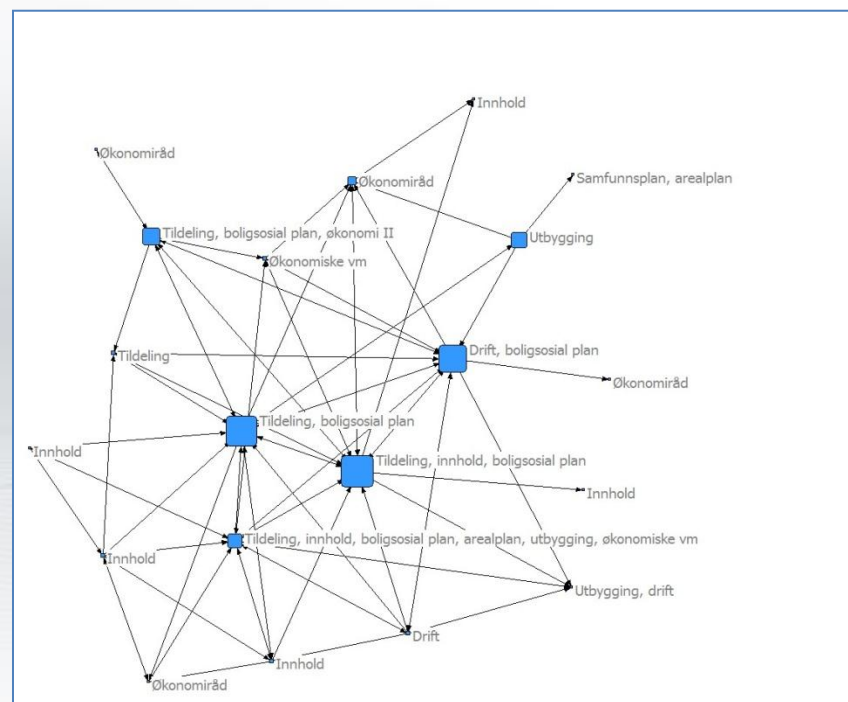 Innhold
Økonomiråd
Samfunnsplan, arealplan
Økonomiråd
Tildeling, boligsosial plan, økonomi II
Utbygging
Økonomiske vm
Drift, boligsosial plan
Tildeling
Økonomiråd
Tildeling, boligsosial plan
Innhold
Tildeling, innhold, boligsosial plan
Innhold
Tildeling, innhold, boligsosial plan, arealplan, utbygging, økonomiske vm
Innhold
Utbygging, drift
Drift
Innhold
Økonomiråd